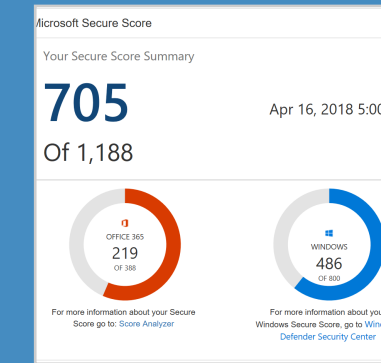 Microsoft Secure Score
Your Secure Score Summary
705
Apr 16, 2018 5:00
Of 1,188
OFFICE 365
219
OF 388
WINDOWS
486
OF 800
For more information about your Secure
Score go to: Score Analyzer
For more information about you
Windows Secure Score, go to Win
Defender Security Center